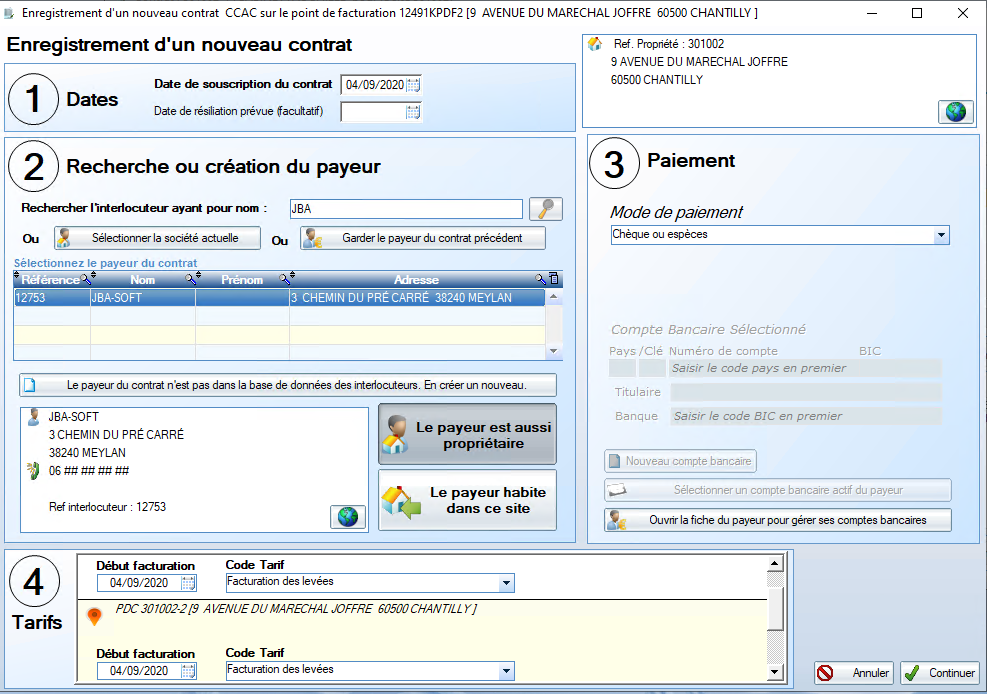 Enregistrement d'un nouveau contrat  CCAC sur le point de facturation 12491KPDF2 [9  AVENUE DU MARECHAL JOFFRE  60500 CHANTILLY ]
Enregistrement d'un nouveau contrat
Ref. Propriété : 301002
9 AVENUE DU MARECHAL JOFFRE
60500 CHANTILLY
1 Dates
Date de souscription du contrat 04/09/2020
Date de résiliation prévue (facultatif)
2 Recherche ou création du payeur
Rechercher l'interlocuteur ayant pour nom : JBA
Ou Sélectionner la société actuelle Ou Garder le payeur du contrat précédent
Sélectionnez le payeur du contrat
Référence Nom Prénom Adresse
12753 JBA-SOFT 3  CHEMIN DU PRÉ CARRÉ  38240 MEYLAN
Le payeur du contrat n'est pas dans la base de données des interlocuteurs. En créer un nouveau.
JBA-SOFT
3 CHEMIN DU PRÉ CARRÉ
38240 MEYLAN
06 ## ## ## ##
Ref interlocuteur : 12753
Le payeur est aussi
propriétaire
Le payeur habite
dans ce site
3 Paiement
Mode de paiement
Chèque ou espèces
Compte Bancaire Sélectionné
Pays /Clé Numéro de compte BIC
Saisir le code pays en premier
Titulaire
Banque Saisir le code BIC en premier
Nouveau compte bancaire
Sélectionner un compte bancaire actif du payeur
Ouvrir la fiche du payeur pour gérer ses comptes bancaires
4 Tarifs
Début facturation Code Tarif
04/09/2020 Facturation des levées
PDC 301002-2 [9  AVENUE DU MARECHAL JOFFRE  60500 CHANTILLY ]
Début facturation Code Tarif
04/09/2020 Facturation des levées
Annuler Continuer